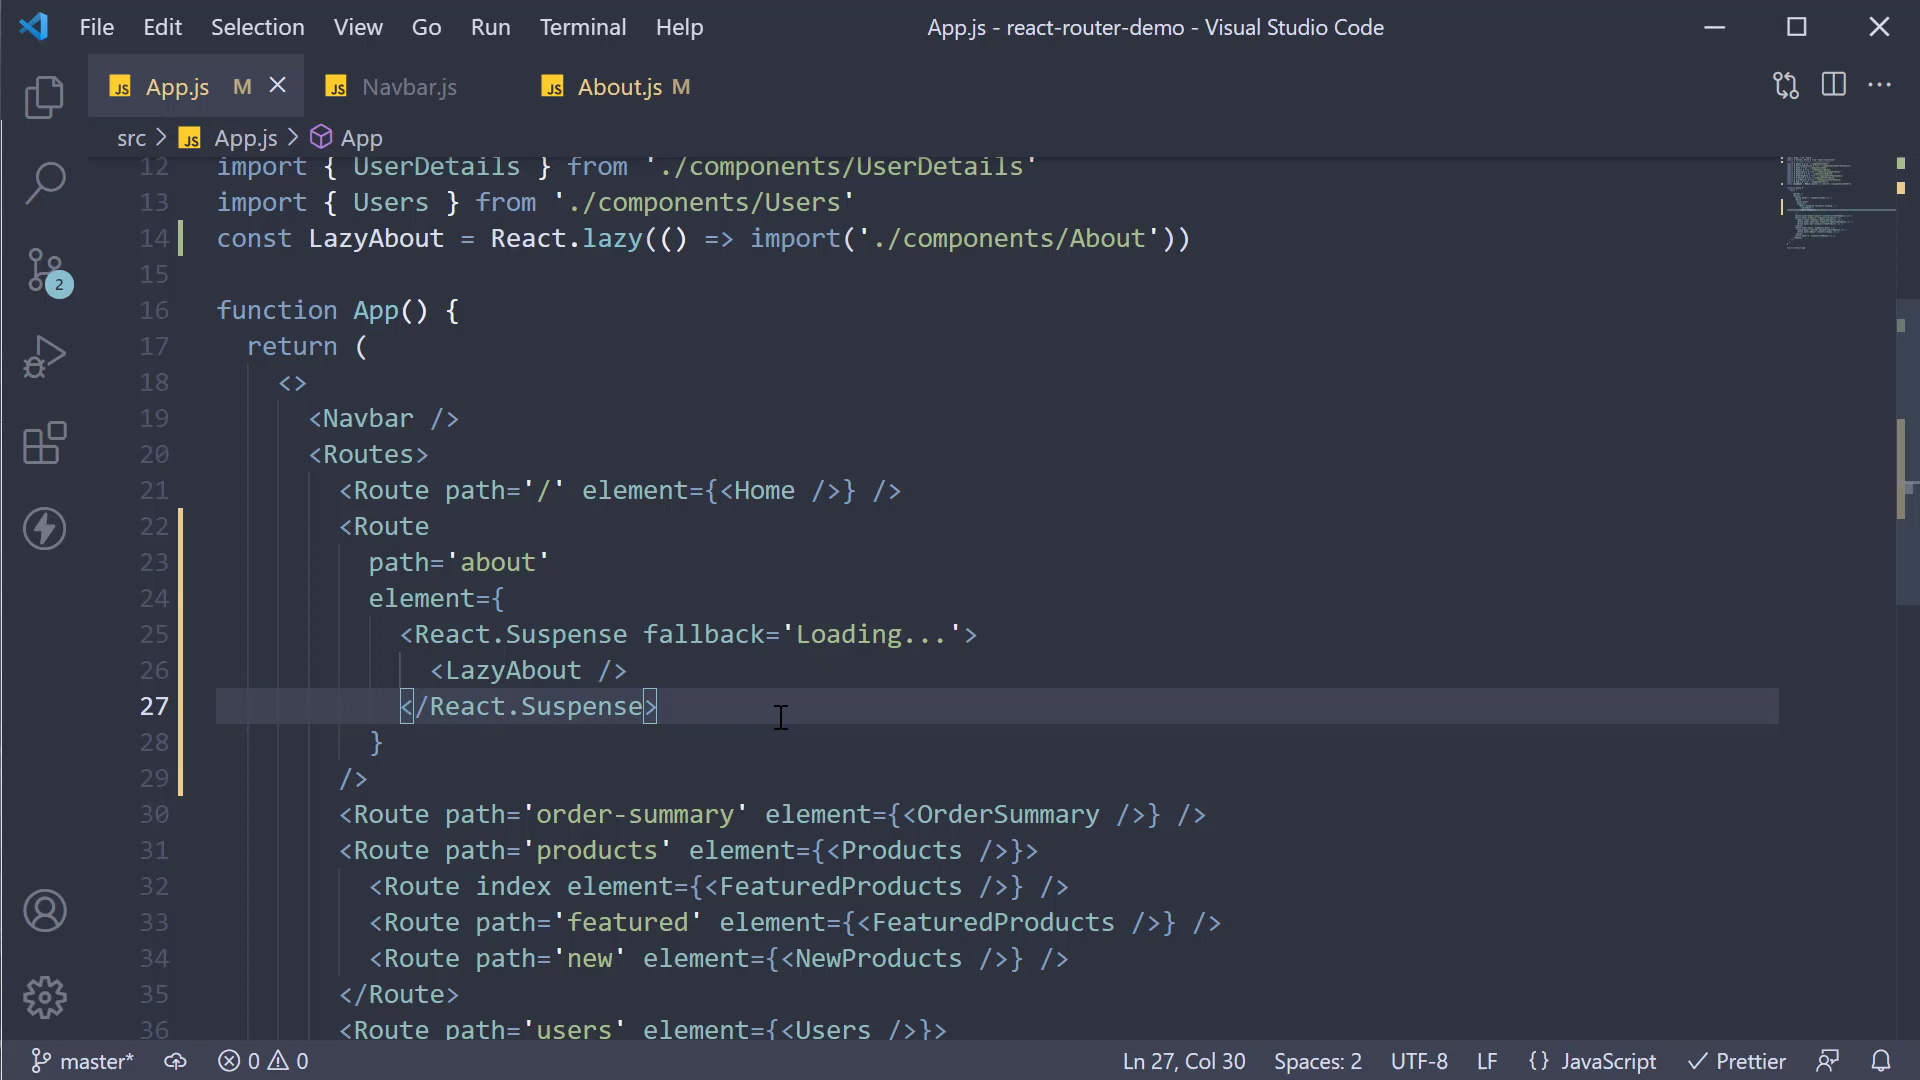 File Edit Selection View Go Run Terminal Help App.js - react-router-demo - Visual Studio Code
JS App.js M JS Navbar.js JS About.js M
src > JS App.js > App
12 import { UserDetails } from './components/UserDetails'
13 import { Users } from './components/Users'
14 const LazyAbout = React.lazy(() => import('./components/About'))
15
16 function App() {
17 return (
18 <>
19 <Navbar />
20 <Routes>
21 <Route path='/' element={<Home />} />
22 <Route
23 path='about'
24 element={
25 <React.Suspense fallback='Loading...'>
26 <LazyAbout />
27 </React.Suspense>
28 }
29 />
30 <Route path='order-summary' element={<OrderSummary />} />
31 <Route path='products' element={<Products />}>
32 <Route index element={<FeaturedProducts />} />
33 <Route path='featured' element={<FeaturedProducts />} />
34 <Route path='new' element={<NewProducts />} />
35 </Route>
36 <Route path='users' element={<Users />}>
2
master* 0 0 Ln 27, Col 30 Spaces: 2 UTF-8 LF {} JavaScript Prettier